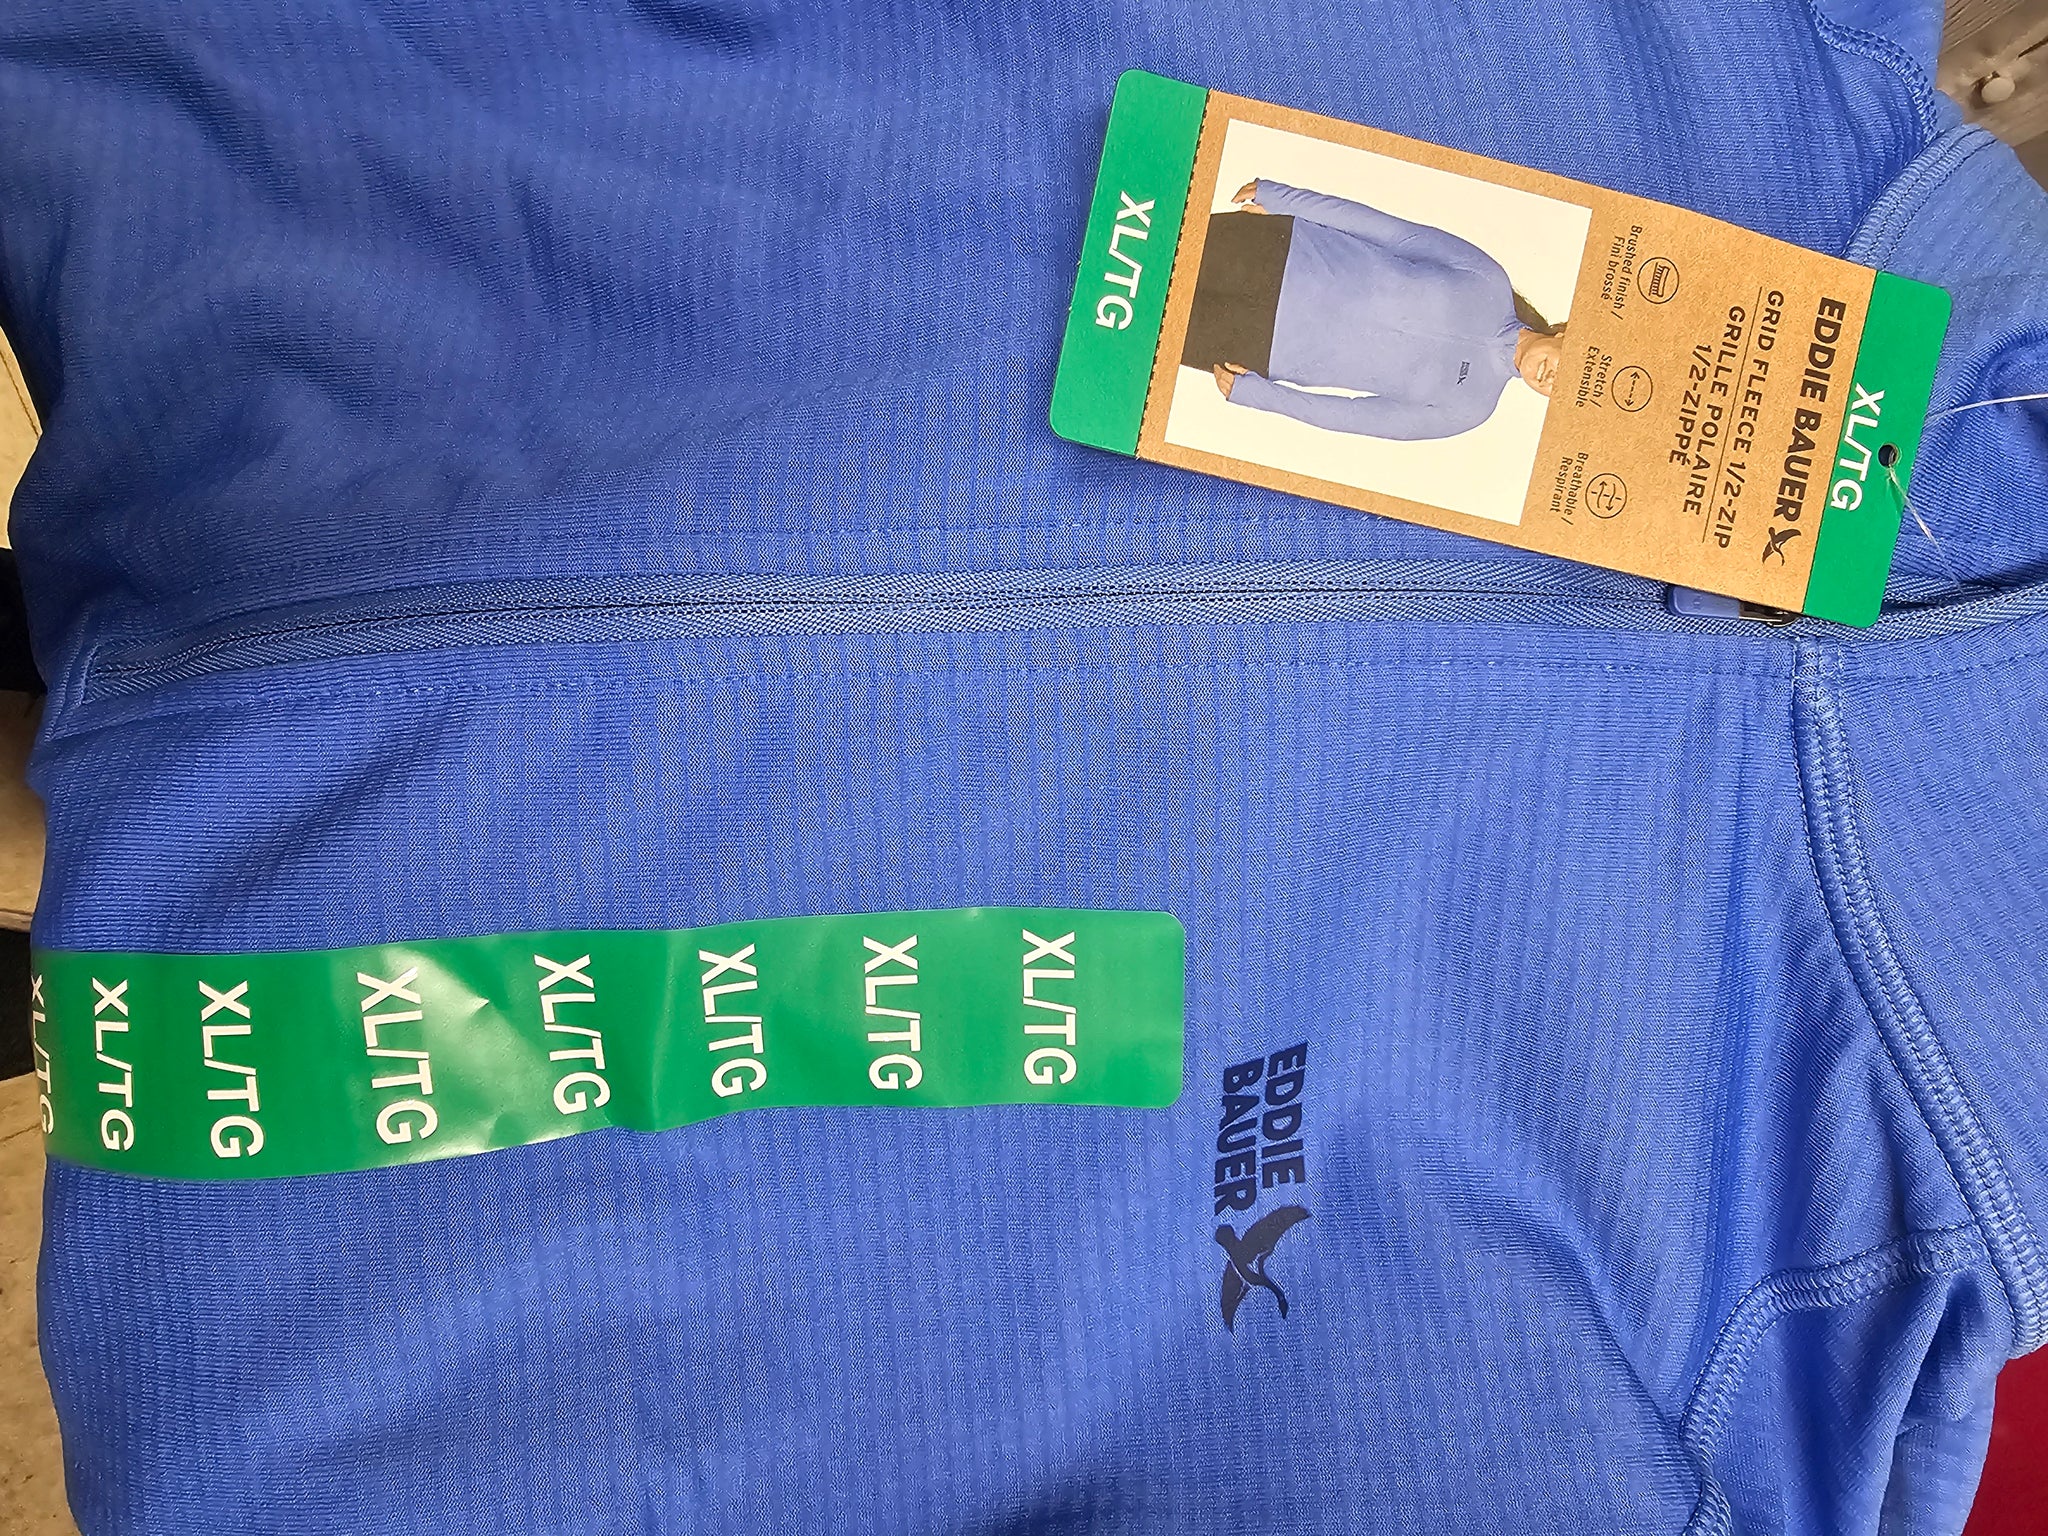 XL/TG
EDDIE BAUER
GRID FLEECE 1/2-ZIP
GRILLE POLAIRE
1/2-ZIPPÉ
Brushed finish /
Fini brossé
Stretch /
Extensible
Breathable /
Respirant
XL/TG
EDDIE
BAUER
XL/TG
XL/TG
XL/TG
XL/TG
XL/TG
XL/TG
XL/TG
XL/TG